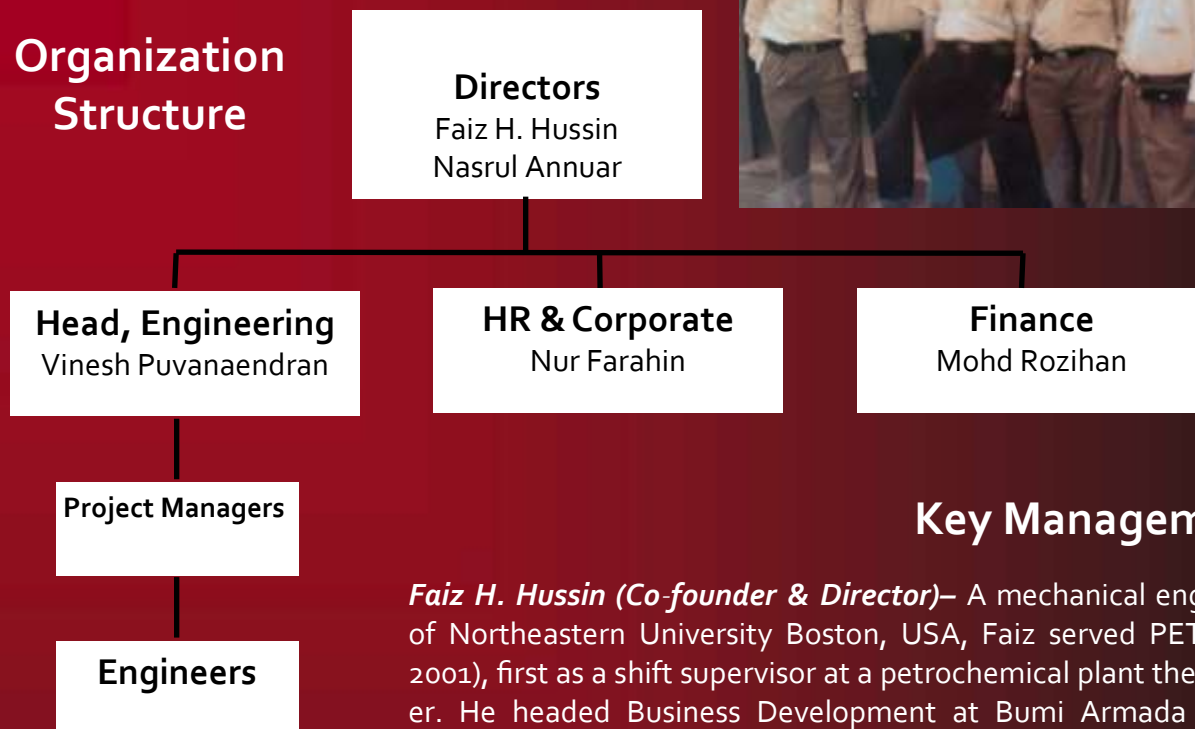 Organization
Structure
Directors
Faiz H. Hussin
Nasrul Annuar
Head, Engineering
Vinesh Puvanaendran
HR & Corporate
Nur Farahin
Finance
Mohd Rozihan
Project Managers
Engineers
Key Managem
Faiz H. Hussin (Co-founder & Director)– A mechanical eng
of Northeastern University Boston, USA, Faiz served PET
2001), first as a shift supervisor at a petrochemical plant the
er. He headed Business Development at Bumi Armada